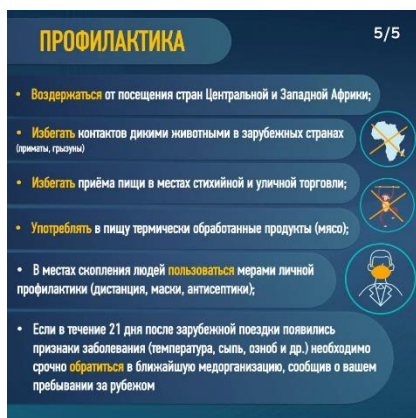 ПРОФИЛАКТИКА
5/5
• Воздержаться от посещения стран Центральной и Западной Африки;
• Избегать контактов дикими животными в зарубежных странах
(приматы, грызуны)
• Избегать приёма пищи в местах стихийной и уличной торговли;
• Употреблять в пищу термически обработанные продукты (мясо);
• В местах скопления людей пользоваться мерами личной
профилактики (дистанция, маски, антисептики);
• Если в течение 21 дня после зарубежной поездки появились
признаки заболевания (температура, сыпь, озноб и др.) необходимо
срочно обратиться в ближайшую медорганизацию, сообщив о вашем
пребывании за рубежом